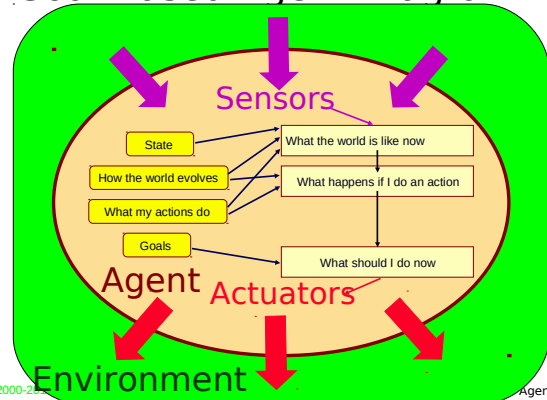 Sensors
State
What the world is like now
How the world evolves
What happens if I do an action
What my actions do
Goals
What should I do now
Agent
Actuators
Environment
Agen